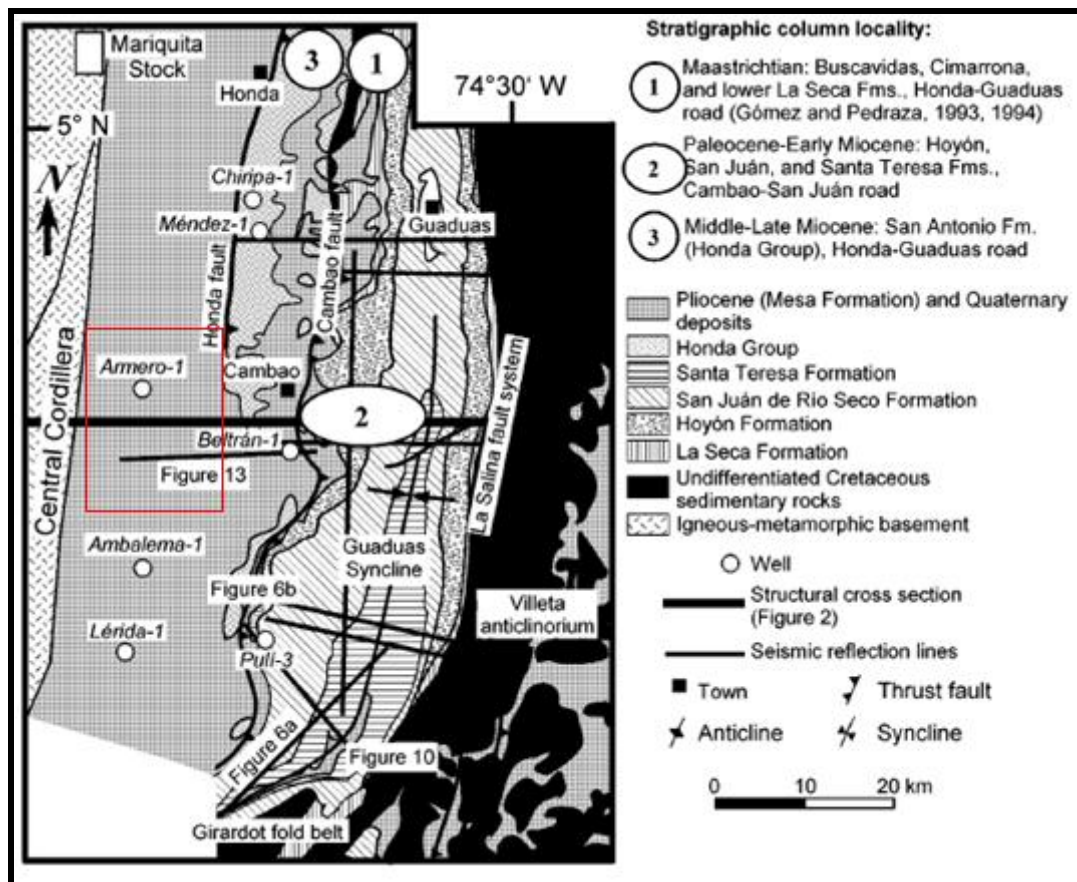 Mariquita
Stock
Honda
3
1
74°30' W
5° N
N
Chiripa-1
Méndez-1
Guaduas
Honda fault
Cambao fault
Armero-1
Cambao
2
Central Cordillera
Beltrán-1
Figure 13
La Salina fault system
Ambalema-1
Guaduas
Syncline
Figure 6b
Villeta
anticlinorium
Lérida-1
Pulí-3
Figure 6a
Figure 10
Girardot fold belt
Stratigraphic column locality:
1
Maastrichtian: Buscavidas, Cimarrona,
and lower La Seca Fms., Honda-Guaduas
road (Gómez and Pedraza, 1993, 1994)
2
Paleocene-Early Miocene: Hoyón,
San Juán, and Santa Teresa Fms.,
Cambao-San Juán road
3
Middle-Late Miocene: San Antonio Fm.
(Honda Group), Honda-Guaduas road
Pliocene (Mesa Formation) and Quaternary
deposits
Honda Group
Santa Teresa Formation
San Juán de Río Seco Formation
Hoyón Formation
La Seca Formation
Undifferentiated Cretaceous
sedimentary rocks
Igneous-metamorphic basement
Well
Structural cross section
(Figure 2)
Seismic reflection lines
Town
Thrust fault
Anticline
Syncline
0 10 20 km